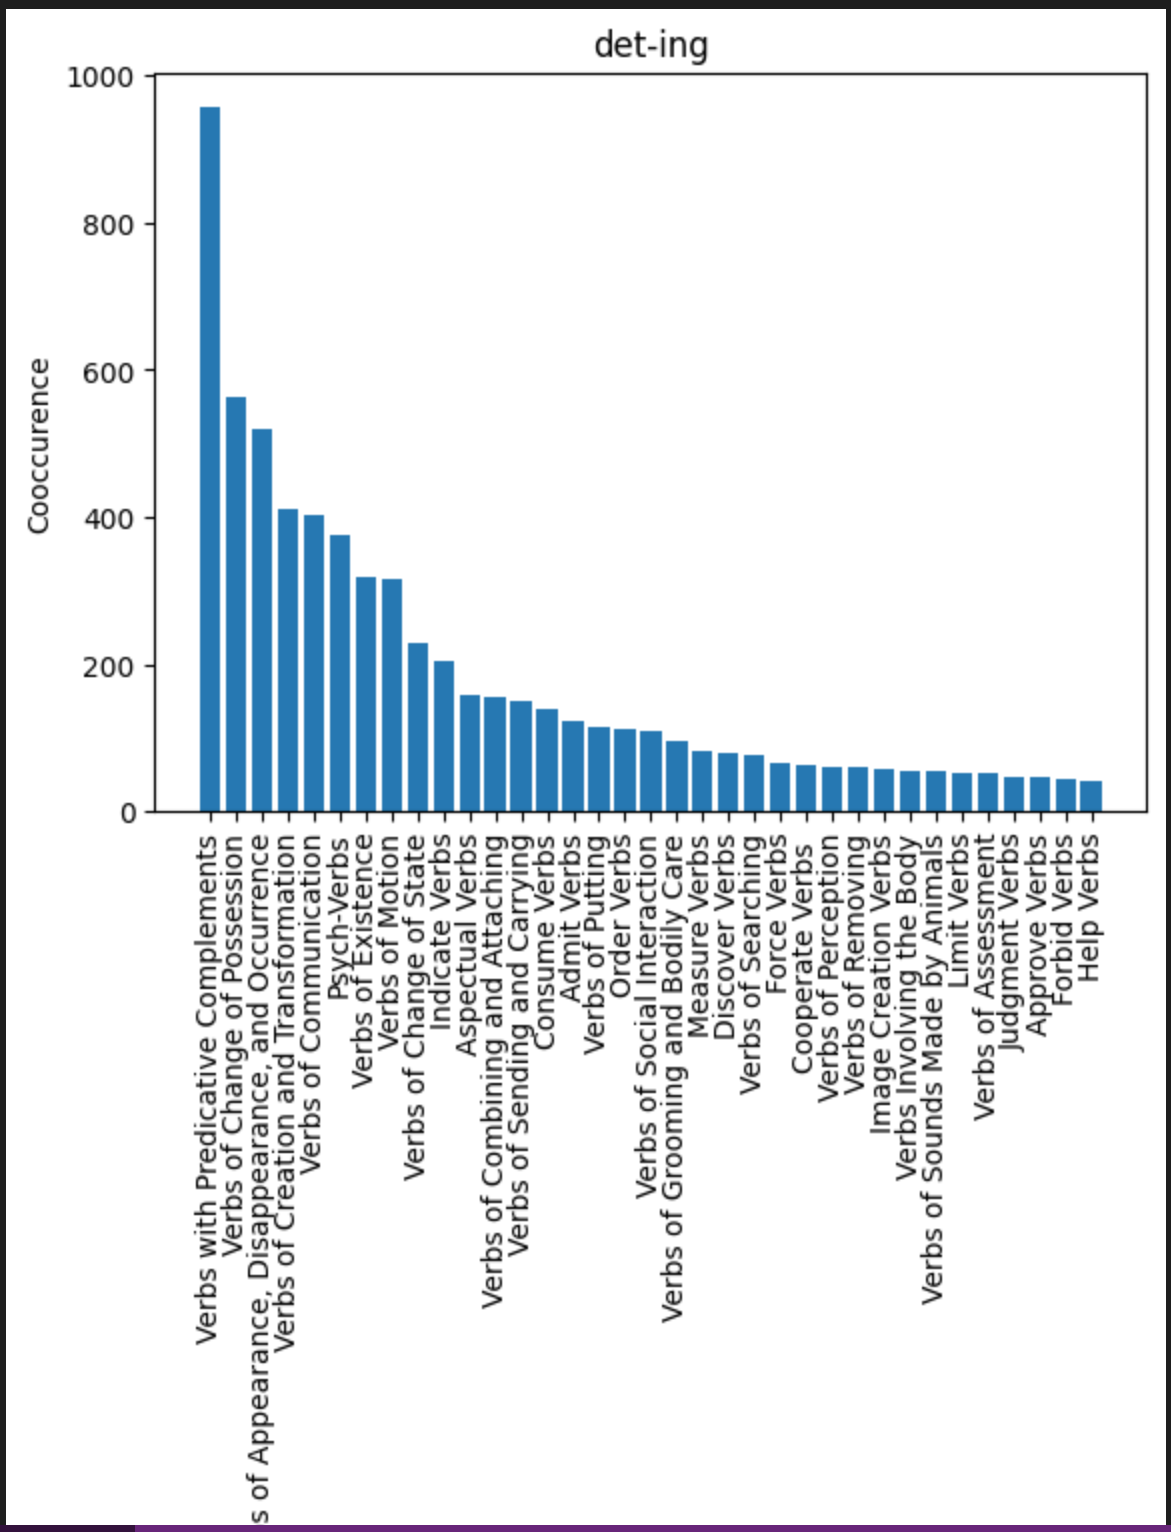 det-ing
1000
800
600
400
200
0
Cooccurence
Verbs with Predicative Complements
Verbs of Change of Possession
s of Appearance, Disappearance, and Occurrence
Verbs of Creation and Transformation
Verbs of Communication
Psych-Verbs
Verbs of Existence
Verbs of Motion
Verbs of Change of State
Indicate Verbs
Aspectual Verbs
Verbs of Combining and Attaching
Verbs of Sending and Carrying
Consume Verbs
Admit Verbs
Verbs of Putting
Order Verbs
Verbs of Social Interaction
Verbs of Grooming and Bodily Care
Measure Verbs
Discover Verbs
Verbs of Searching
Force Verbs
Cooperate Verbs
Verbs of Perception
Verbs of Removing
Image Creation Verbs
Verbs Involving the Body
Verbs of Sounds Made by Animals
Limit Verbs
Verbs of Assessment
Judgment Verbs
Approve Verbs
Forbid Verbs
Help Verbs